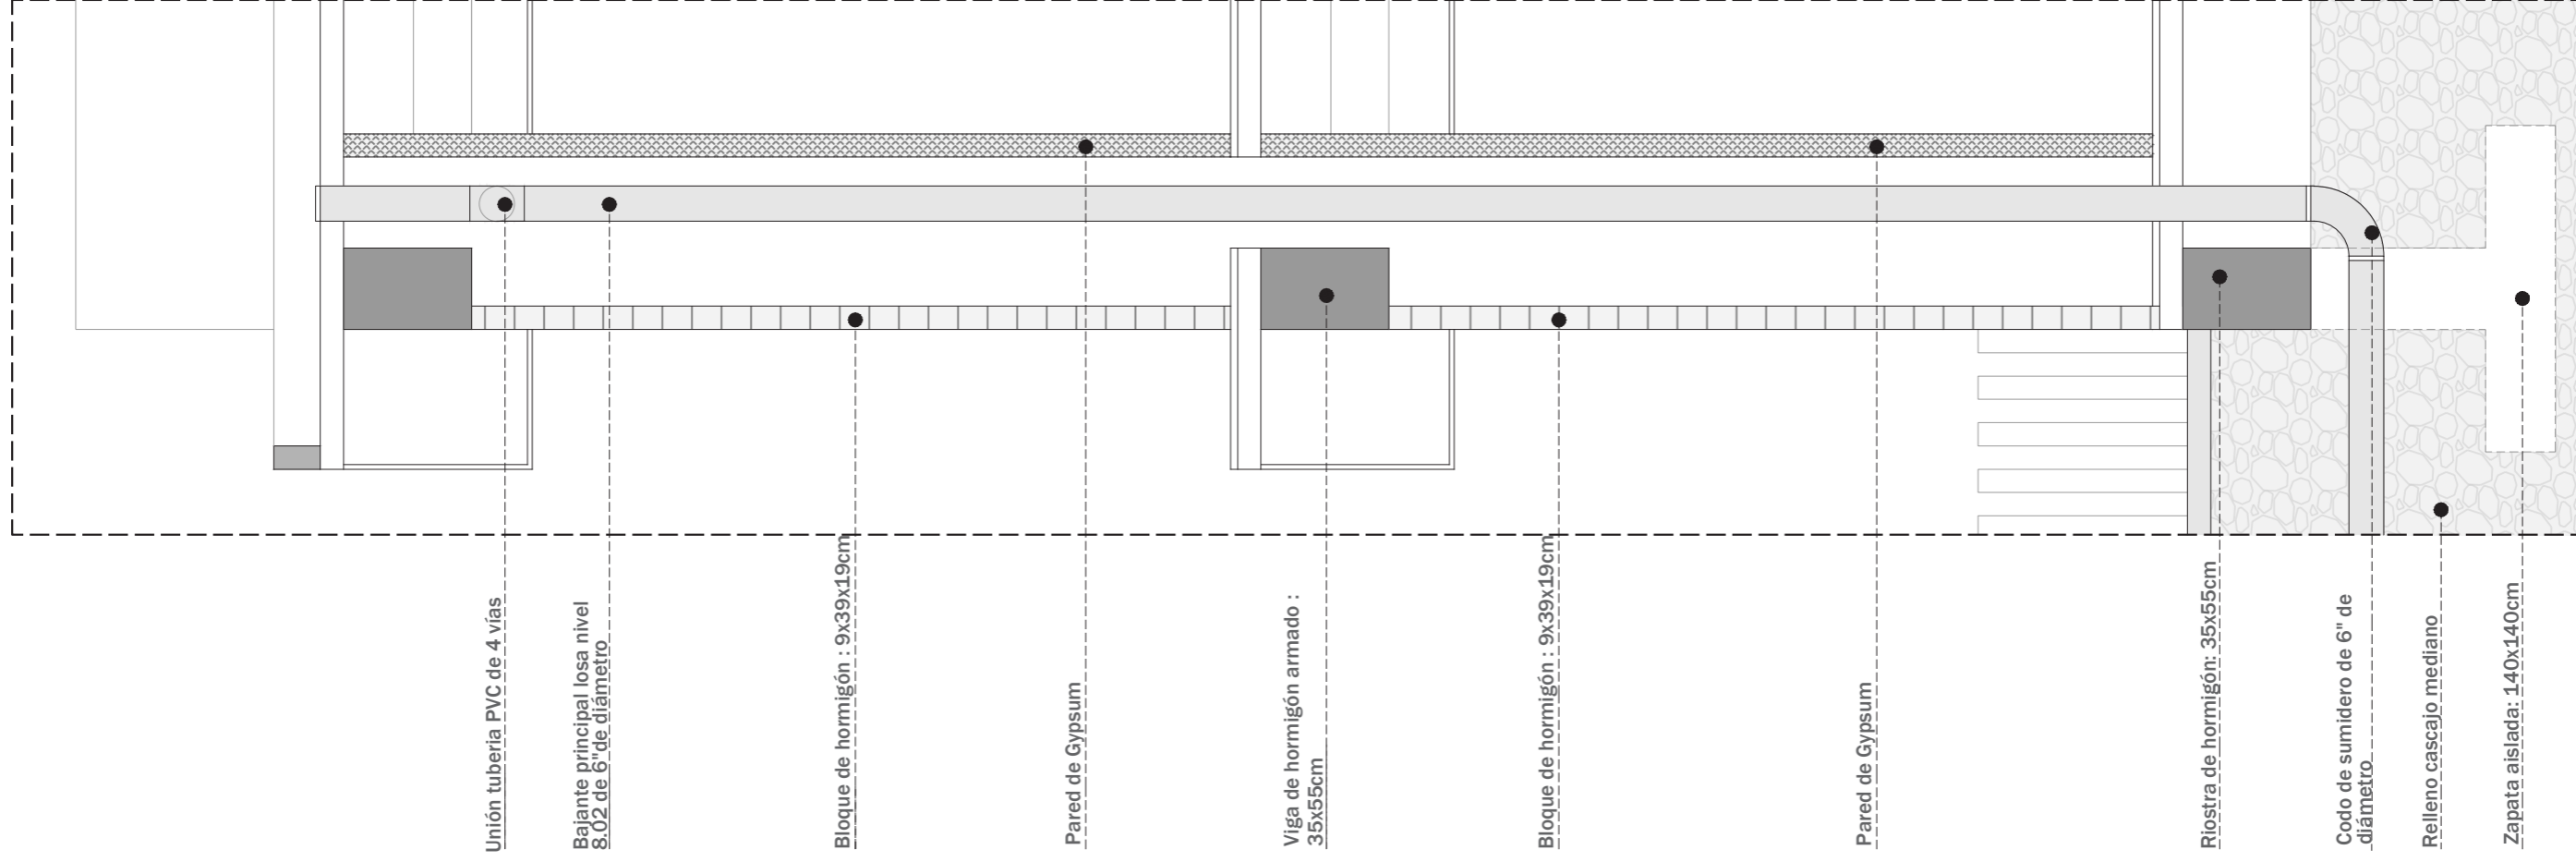 Unión tuberia PVC de 4 vías
Bajante principal losa nivel
8.02 de 6"de diámetro
Bloque de hormigón : 9x39x19cm
Pared de Gypsum
Viga de hormigón armado :
35x55cm
Bloque de hormigón : 9x39x19cm
Pared de Gypsum
Riostra de hormigón: 35x55cm
Codo de sumidero de 6" de
diámetro
Relleno cascajo mediano
Zapata aislada: 140x140cm